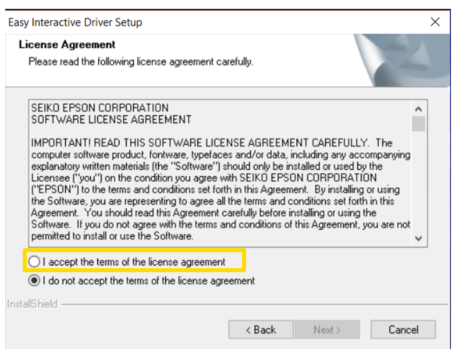 Easy Interactive Driver Setup
License Agreement
Please read the following license agreement carefully.
SEIKO EPSON CORPORATION
SOFTWARE LICENSE AGREEMENT
IMPORTANT! READ THIS SOFTWARE LICENSE AGREEMENT CAREFULLY. The
computer software product, fontware, typefaces and/or data, including any accompanying
explanatory written materials (the "Software") should only be installed or used by the
Licensee ("you") on the condition you agree with SEIKO EPSON CORPORATION
("EPSON") to the terms and conditions set forth in this Agreement. By installing or using
the Software, you are representing to agree all the terms and conditions set forth in this
Agreement. You should read this Agreement carefully before installing or using the
Software. If you do not agree with the terms and conditions of this Agreement, you are not
permitted to install or use the Software.
I accept the terms of the license agreement
I do not accept the terms of the license agreement
InstallShield
< Back Next > Cancel